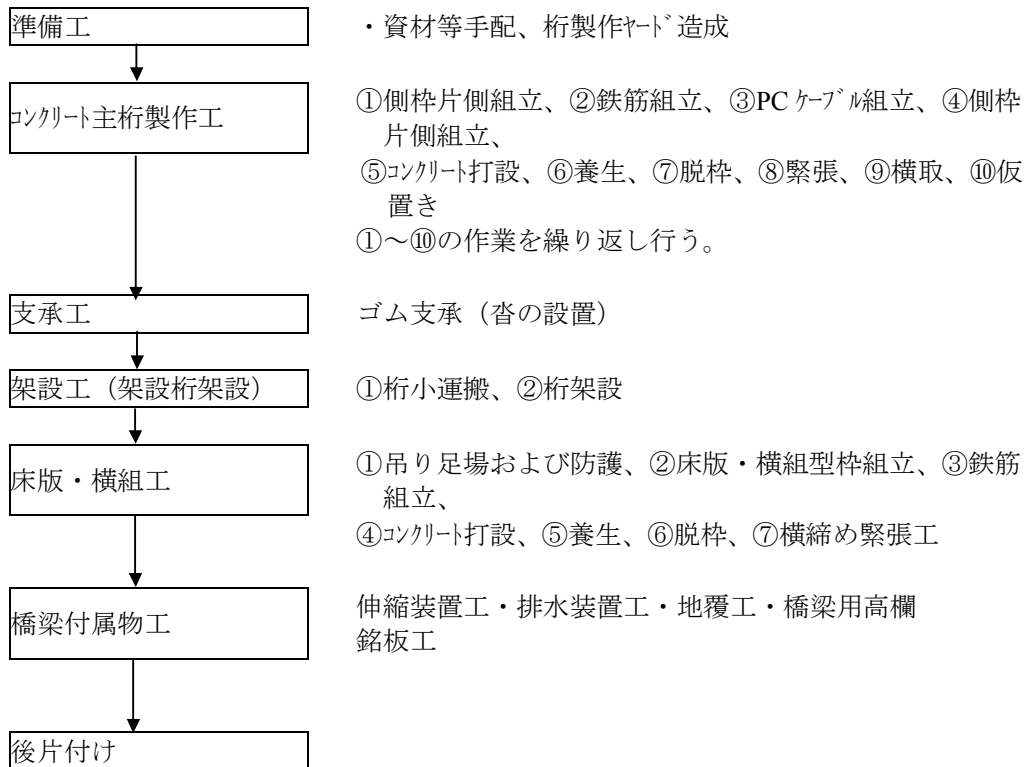 準備工
・資材等手配、桁製作ﾔｰﾄﾞ造成
ｺﾝｸﾘｰﾄ主桁製作工
①側枠片側組立、②鉄筋組立、③PC ｹｰﾌﾞﾙ組立、④側枠
片側組立、
⑤ｺﾝｸﾘｰﾄ打設、⑥養生、⑦脱枠、⑧緊張、⑨横取、⑩仮
置き
①～⑩の作業を繰り返し行う。
支承工
ゴム支承（沓の設置）
架設工（架設桁架設）
①桁小運搬、②桁架設
床版・横組工
①吊り足場および防護、②床版・横組型枠組立、③鉄筋
組立、
④ｺﾝｸﾘｰﾄ打設、⑤養生、⑥脱枠、⑦横締め緊張工
橋梁付属物工
伸縮装置工・排水装置工・地覆工・橋梁用高欄
銘板工
後片付け